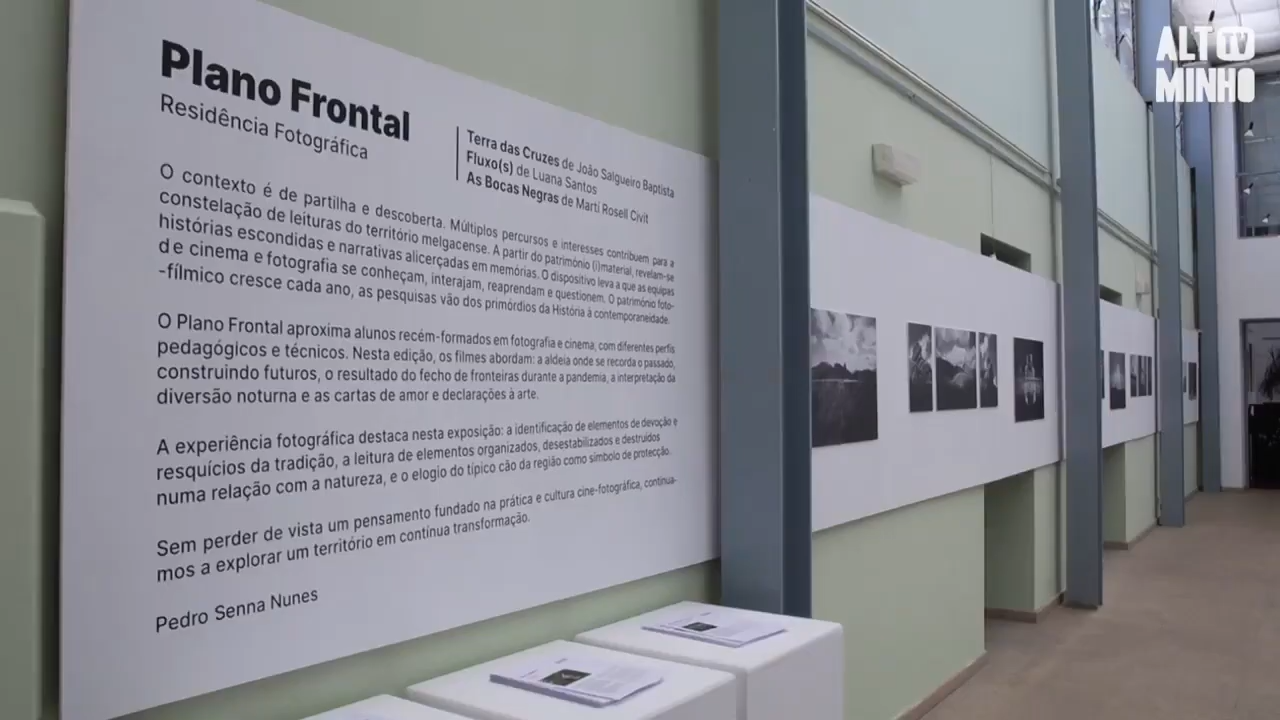 Plano Frontal
Residência Fotográfica
Terra das Cruzes de João Salgueiro Baptista
Fluxo(s) de Luana Santos
As Bocas Negras de Martí Rosell Civit
O contexto é de partilha e descoberta. Múltiplos percursos e interesses contribuem para a
constelação de leituras do território melgacense. A partir do património (i)material, revelam-se
histórias escondidas e narrativas alicerçadas em memórias. O dispositivo leva a que as equipas
de cinema e fotografia se conheçam, interajam, reaprendam e questionem. O património foto-
-fílmico cresce cada ano, as pesquisas vão dos primórdios da História à contemporaneidade.
O Plano Frontal aproxima alunos recém-formados em fotografia e cinema, com diferentes perfis
pedagógicos e técnicos. Nesta edição, os filmes abordam: a aldeia onde se recorda o passado,
construindo futuros, o resultado do fecho de fronteiras durante a pandemia, a interpretação da
diversão noturna e as cartas de amor e declarações à arte.
A experiência fotográfica destaca nesta exposição: a identificação de elementos de devoção e
resquícios da tradição, a leitura de elementos organizados, desestabilizados e destruídos
numa relação com a natureza, e o elogio do típico cão da região como símbolo de protecção.
Sem perder de vista um pensamento fundado na prática e cultura cine-fotográfica, continua-
mos a explorar um território em contínua transformação.
Pedro Senna Nunes
ALTO TV
MINHO